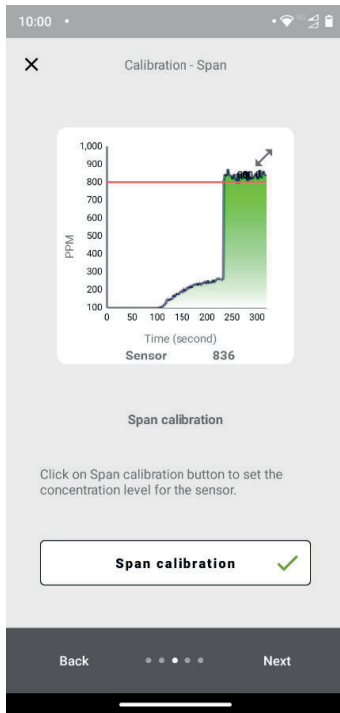 10:00
4G
Calibration - Span
1,000
900
800
700
600
500
400
300
200
100
PPM
0 50 100 150 200 250 300
Time (second)
Sensor 836
Span calibration
Click on Span calibration button to set the
concentration level for the sensor.
Span calibration
Back Next